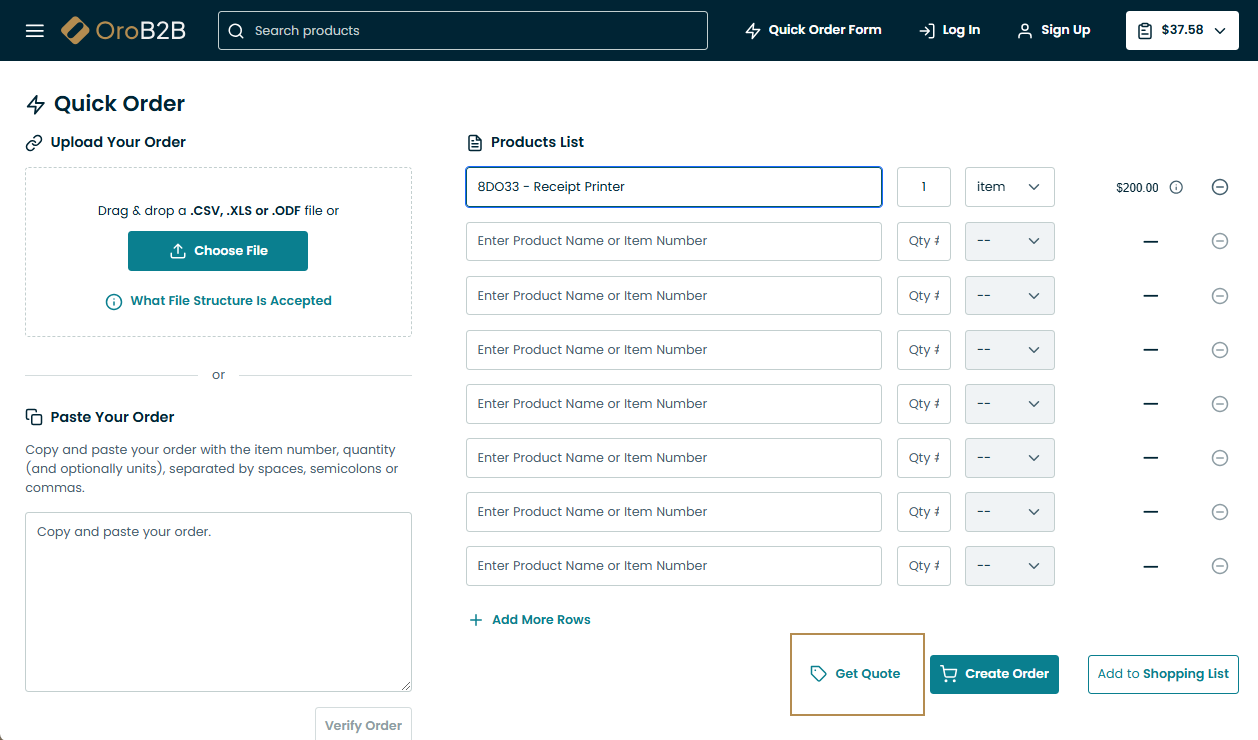 OroB2B
Search products
Quick Order Form
Log In
Sign Up
$37.58
Quick Order
Upload Your Order
Drag & drop a .CSV, .XLS or .ODF file or
Choose File
What File Structure Is Accepted
or
Paste Your Order
Copy and paste your order with the item number, quantity
(and optionally units), separated by spaces, semicolons or
commas.
Copy and paste your order.
Verify Order
Products List
8DO33 - Receipt Printer 1 item $200.00
Enter Product Name or Item Number Qty # -- —
Enter Product Name or Item Number Qty # -- —
Enter Product Name or Item Number Qty # -- —
Enter Product Name or Item Number Qty # -- —
Enter Product Name or Item Number Qty # -- —
Enter Product Name or Item Number Qty # -- —
Enter Product Name or Item Number Qty # -- —
Add More Rows
Get Quote
Create Order
Add to Shopping List